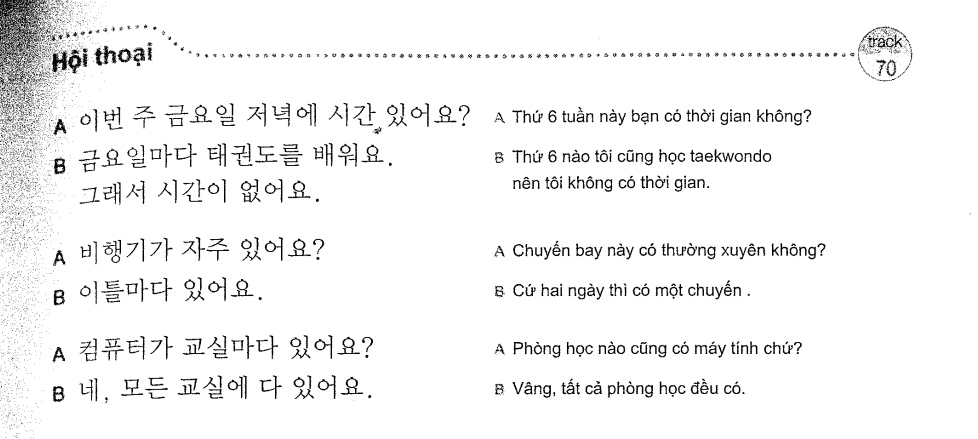 Hội thoại
track
70
A 이번 주 금요일 저녁에 시간 있어요?
B 금요일마다 태권도를 배워요.
그래서 시간이 없어요.
A 비행기가 자주 있어요?
B 이틀마다 있어요.
A 컴퓨터가 교실마다 있어요?
B 네, 모든 교실에 다 있어요.
A Thứ 6 tuần này bạn có thời gian không?
B Thứ 6 nào tôi cũng học taekwondo
nên tôi không có thời gian.
A Chuyến bay này có thường xuyên không?
B Cứ hai ngày thì có một chuyến .
A Phòng học nào cũng có máy tính chứ?
B Vâng, tất cả phòng học đều có.